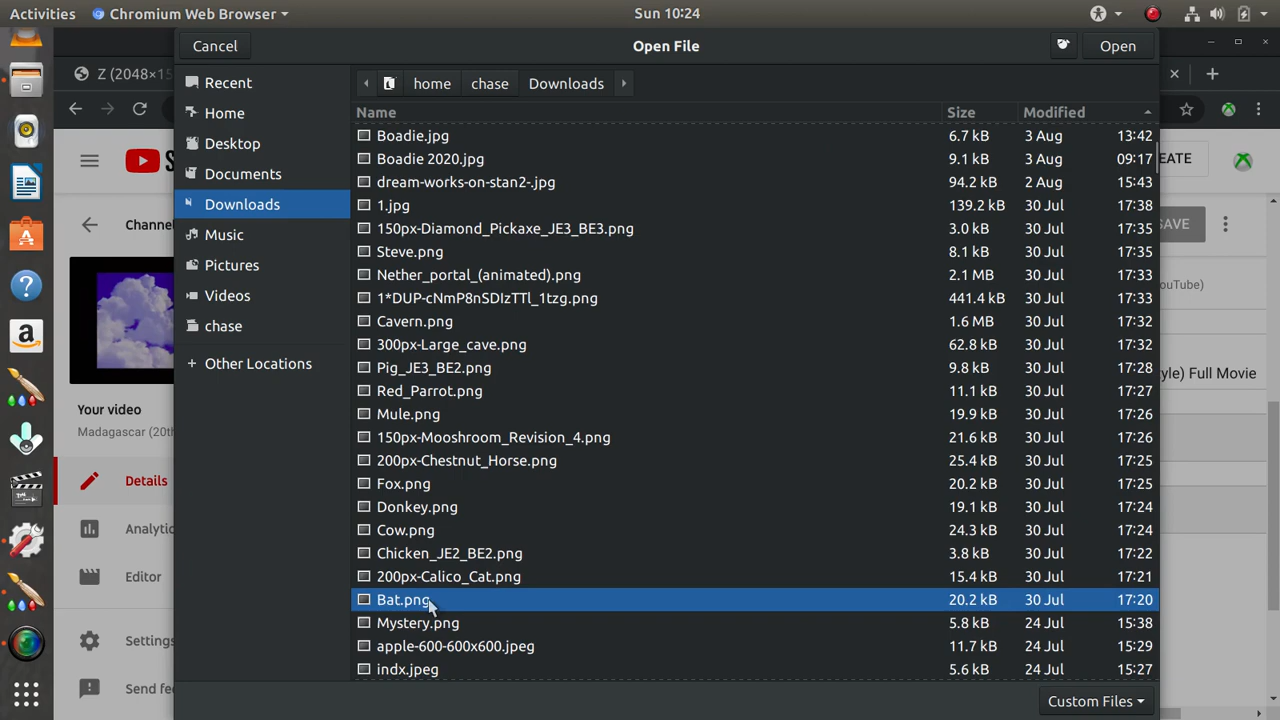 Activities
Chromium Web Browser
Sun 10:24
Cancel
Open File
Open
Z (2048×15
Recent
Home
Desktop
Documents
Downloads
Music
Pictures
Videos
chase
Other Locations
home
chase
Downloads
Name
Size
Modified
Boadie.jpg 6.7 kB 3 Aug 13:42
Boadie 2020.jpg 9.1 kB 3 Aug 09:17
dream-works-on-stan2-.jpg 94.2 kB 2 Aug 15:43
1.jpg 139.2 kB 30 Jul 17:38
150px-Diamond_Pickaxe_JE3_BE3.png 3.0 kB 30 Jul 17:35
Steve.png 8.1 kB 30 Jul 17:35
Nether_portal_(animated).png 2.1 MB 30 Jul 17:33
1*DUP-cNmP8nSDIzTTl_1tzg.png 441.4 kB 30 Jul 17:33
Cavern.png 1.6 MB 30 Jul 17:32
300px-Large_cave.png 62.8 kB 30 Jul 17:32
Pig_JE3_BE2.png 9.8 kB 30 Jul 17:28
Red_Parrot.png 11.1 kB 30 Jul 17:27
Mule.png 19.9 kB 30 Jul 17:26
150px-Mooshroom_Revision_4.png 21.6 kB 30 Jul 17:26
200px-Chestnut_Horse.png 25.4 kB 30 Jul 17:25
Fox.png 20.2 kB 30 Jul 17:25
Donkey.png 19.1 kB 30 Jul 17:24
Cow.png 24.3 kB 30 Jul 17:24
Chicken_JE2_BE2.png 3.8 kB 30 Jul 17:22
200px-Calico_Cat.png 15.4 kB 30 Jul 17:21
Bat.png 20.2 kB 30 Jul 17:20
Mystery.png 5.8 kB 24 Jul 15:38
apple-600-600x600.jpeg 11.7 kB 24 Jul 15:29
indx.jpeg 5.6 kB 24 Jul 15:27
Custom Files
S
Channe
Your video
Madagascar (20th
Details
Analytic
Editor
Settings
Send fee
EATE
SAVE
ouTube)
yle) Full Movie